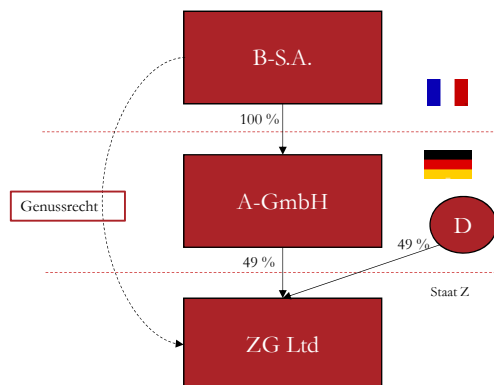 B-S.A.
100 %
Genussrecht
A-GmbH
D
49 %
49 %
Staat Z
ZG Ltd